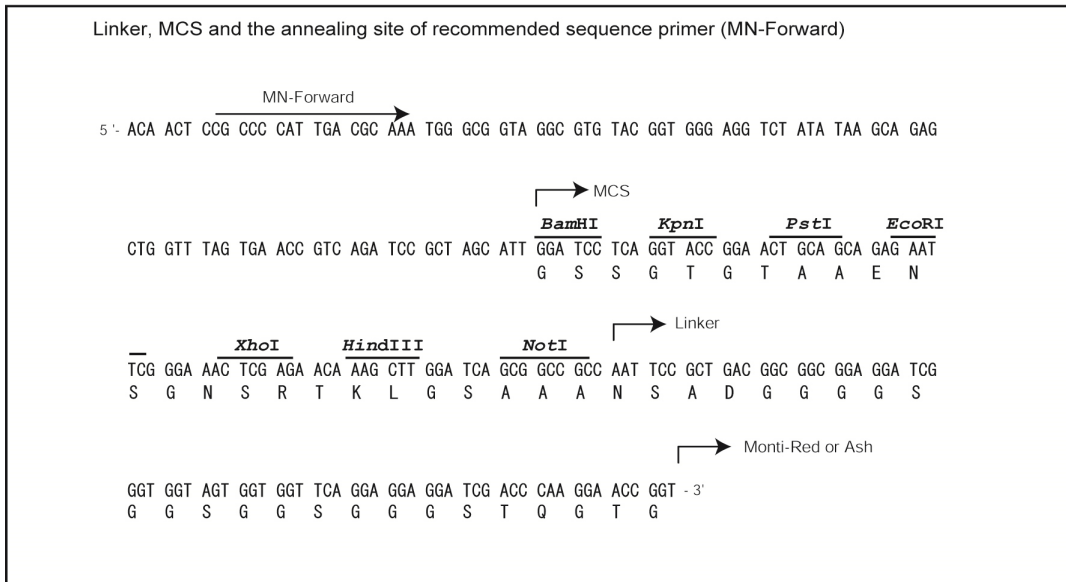 Linker, MCS and the annealing site of recommended sequence primer (MN-Forward)
MN-Forward
5 '- ACA ACT CCG CCC CAT TGA CGC AAA TGG GCG GTA GGC GTG TAC GGT GGG AGG TCT ATA TAA GCA GAG
MCS
BamHI KpnI PstI EcoRI
CTG GTT TAG TGA ACC GTC AGA TCC GCT AGC ATT GGA TCC TCA GGT ACC GGA ACT GCA GCA GAG AAT
G S S G T G T A A E N
XhoI HindIII NotI Linker
TCG GGA AAC TCG AGA ACA AAG CTT GGA TCA GCG GCC GCC AAT TCC GCT GAC GGC GGC GGA GGA TCG
S G N S R T K L G S A A A N S A D G G G G S
Monti-Red or Ash
GGT GGT AGT GGT GGT TCA GGA GGA GGA TCG ACC CAA GGA ACC GGT - 3'
G G S G G S G G G S T Q G T G